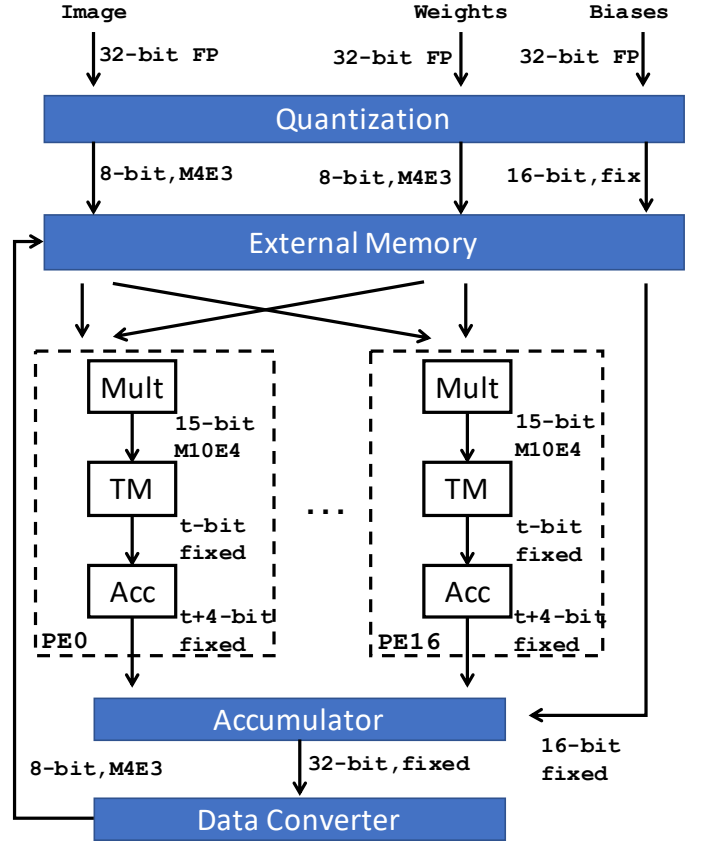 Image Weights Biases
32-bit FP 32-bit FP 32-bit FP
Quantization
8-bit,M4E3 8-bit,M4E3 16-bit,fix
External Memory
Mult Mult
15-bit 15-bit
M10E4 M10E4
TM TM
...
t-bit t-bit
fixed fixed
Acc Acc
t+4-bit t+4-bit
PE0 fixed PE16 fixed
Accumulator
8-bit,M4E3 32-bit,fixed 16-bit
fixed
Data Converter